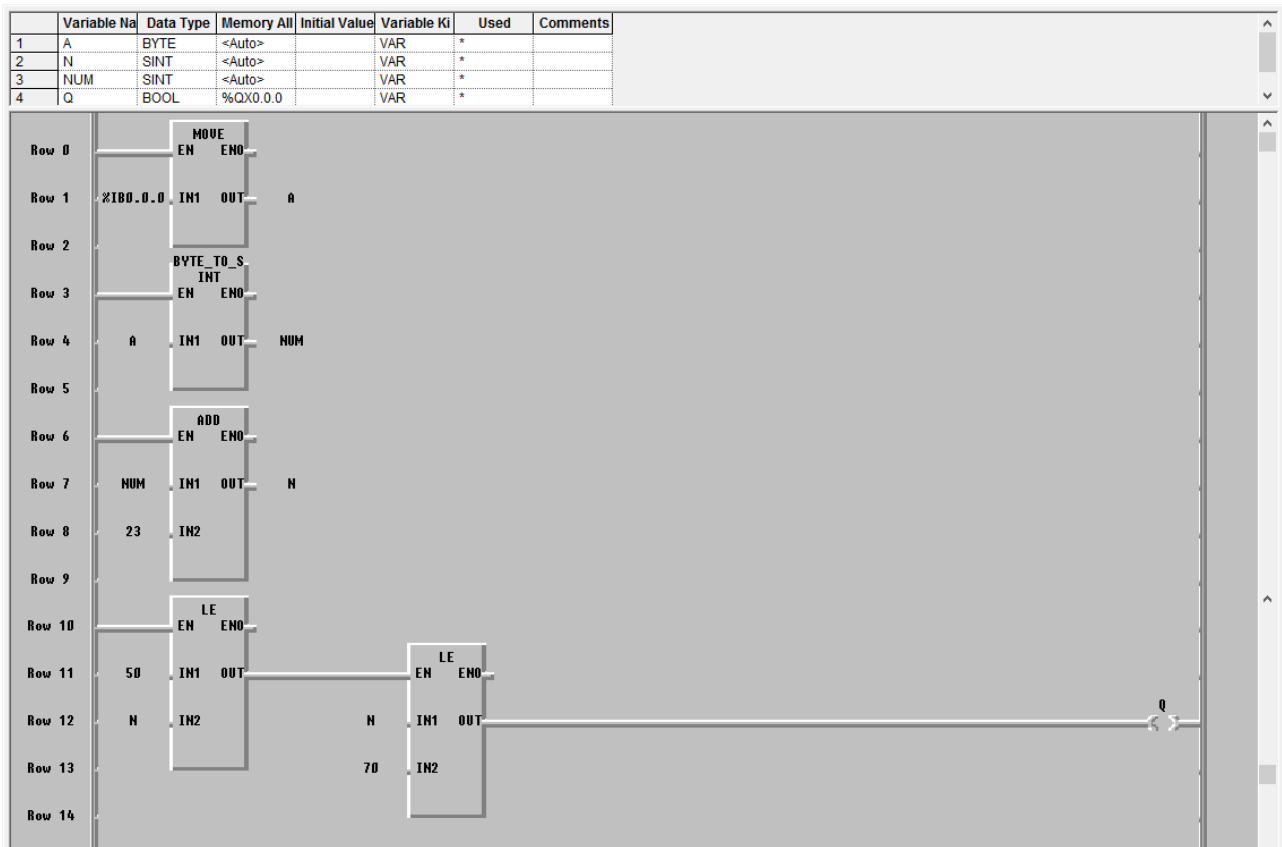 Variable Na Data Type Memory All Initial Value Variable Ki Used Comments
1 A BYTE <Auto> VAR *
2 N SINT <Auto> VAR *
3 NUM SINT <Auto> VAR *
4 Q BOOL %QX0.0.0 VAR *
MOVE
Row 0 EN ENO
Row 1 %IB0.0.0 IN1 OUT A
Row 2
BYTE_TO_S
INT
Row 3 EN ENO
Row 4 A IN1 OUT NUM
Row 5
ADD
Row 6 EN ENO
Row 7 NUM IN1 OUT N
Row 8 23 IN2
Row 9
LE
Row 10 EN ENO
LE
Row 11 50 IN1 OUT EN ENO
Q
Row 12 N IN2 N IN1 OUT ( )
Row 13 70 IN2
Row 14